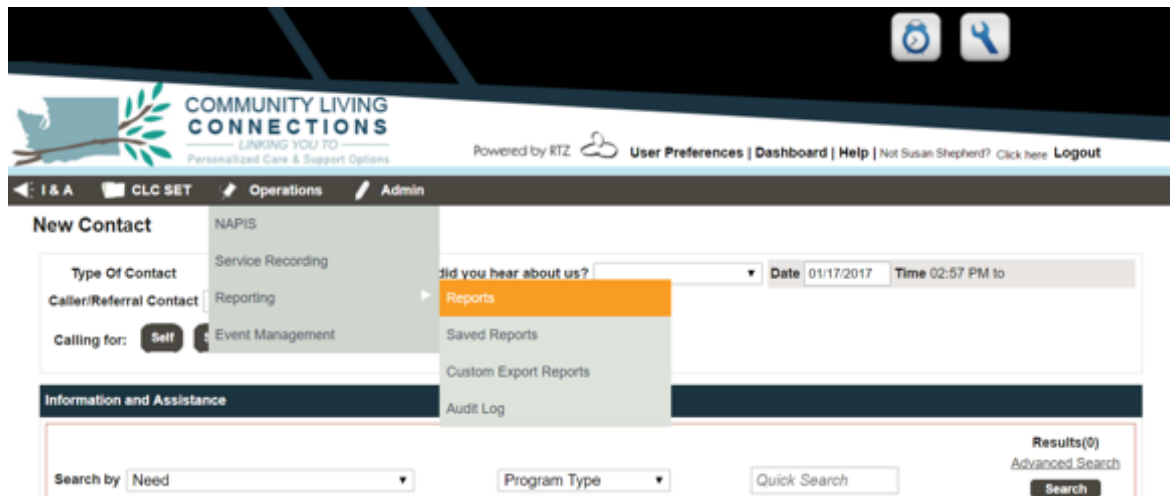 COMMUNITY LIVING
CONNECTIONS
LINKING YOU TO
Personalized Care & Support Options
Powered by RTZ User Preferences | Dashboard | Help | Not Susan Shepherd? Click here Logout
I & A CLC SET Operations Admin
New Contact
NAPIS
Service Recording
Reporting
Event Management
Reports
Saved Reports
Custom Export Reports
Audit Log
Type Of Contact did you hear about us? Date 01/17/2017 Time 02:57 PM to
Caller/Referral Contact
Calling for: Self
Information and Assistance
Results(0)
Advanced Search
Search by Need Program Type Quick Search
Search